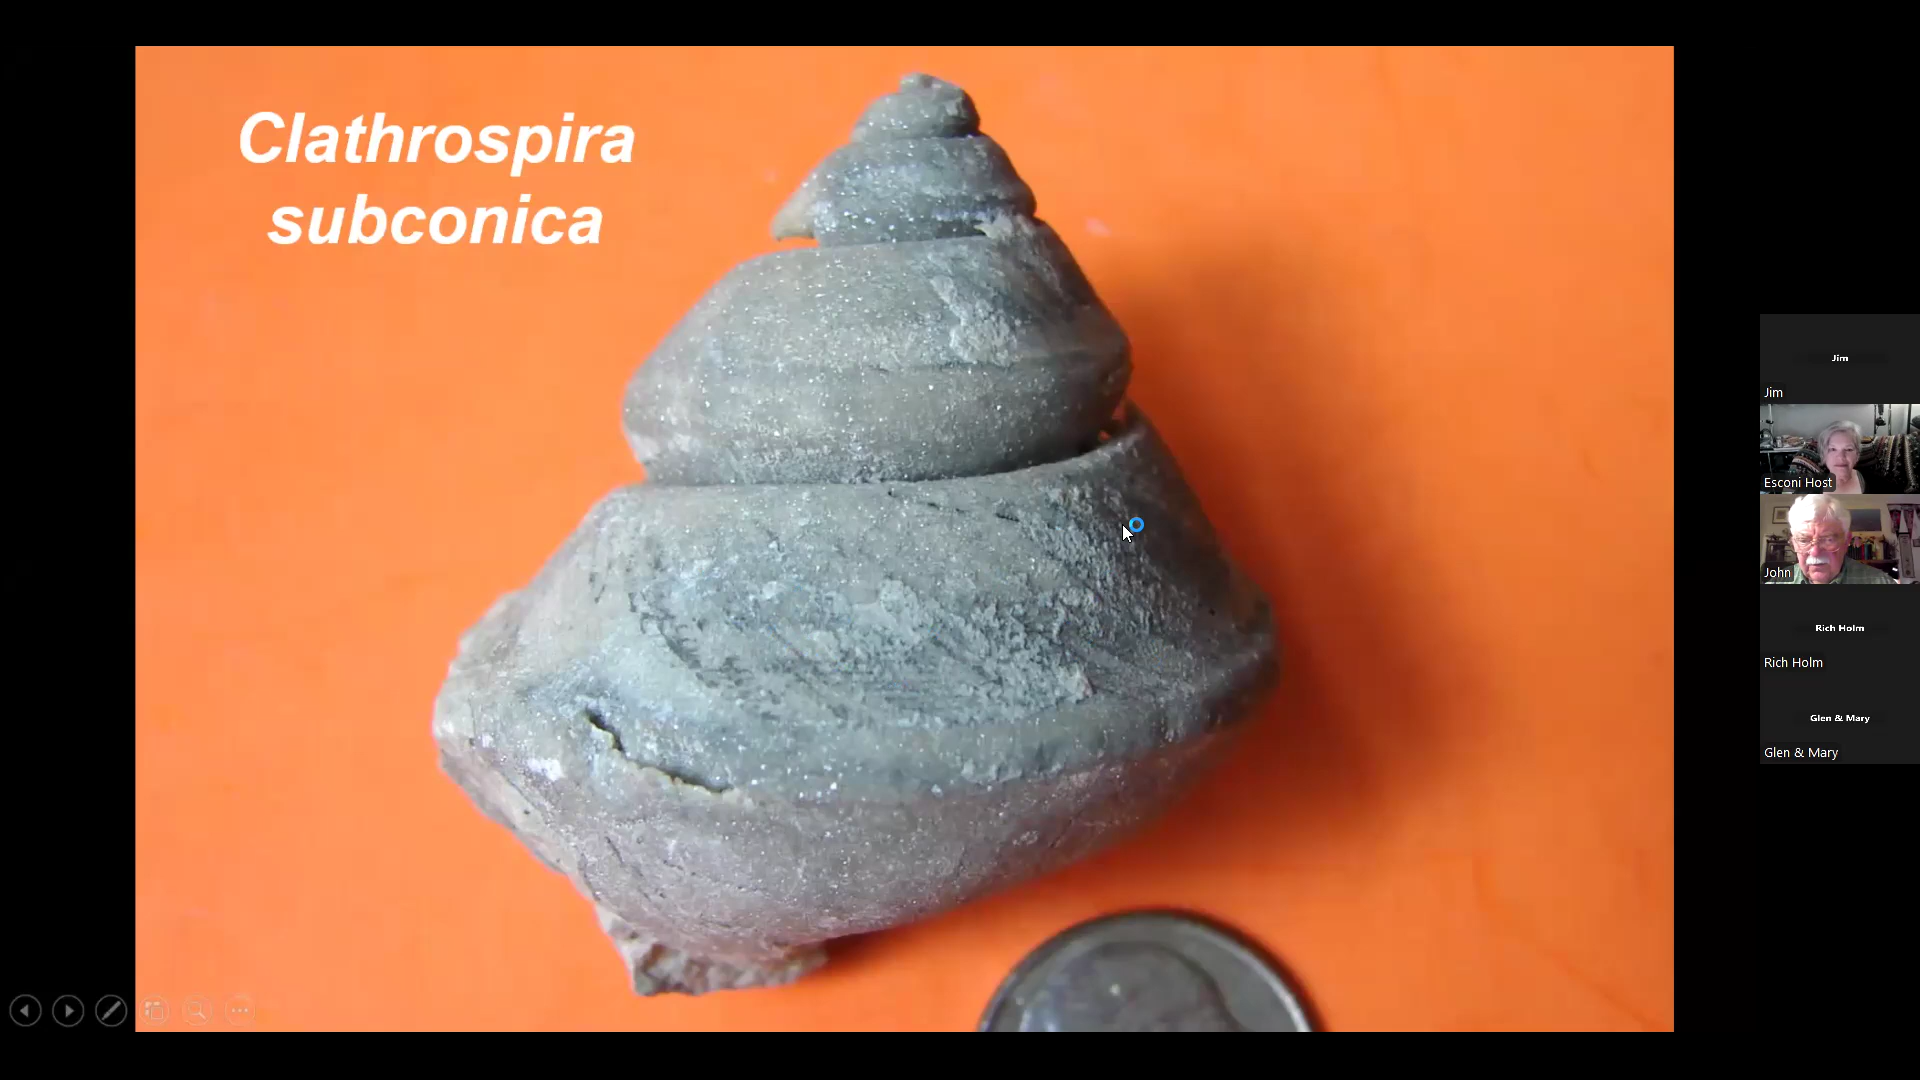 Clathrospira
subconica
Jim
Jim
Esconi Host
John
Rich Holm
Rich Holm
Glen & Mary
Glen & Mary